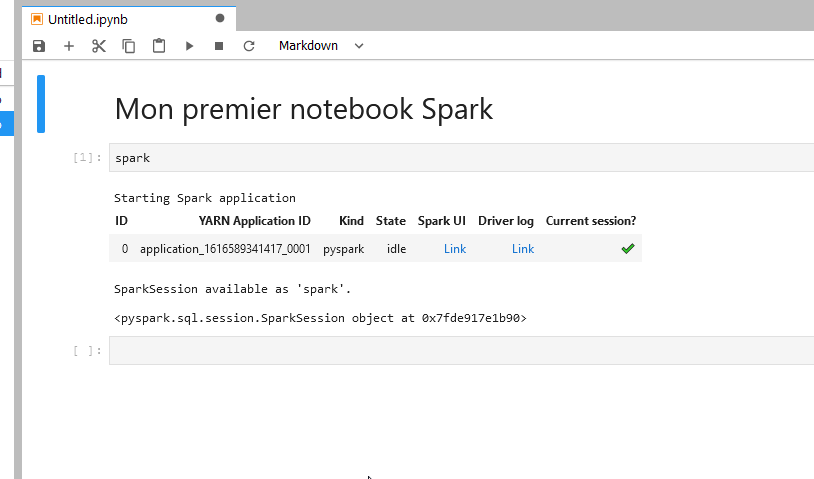 Untitled.ipynb
Markdown
Mon premier notebook Spark
[1]: spark
Starting Spark application
ID YARN Application ID Kind State Spark UI Driver log Current session?
0 application_1616589341417_0001 pyspark idle Link Link ✔
SparkSession available as 'spark'.
<pyspark.sql.session.SparkSession object at 0x7fde917e1b90>
[ ]: